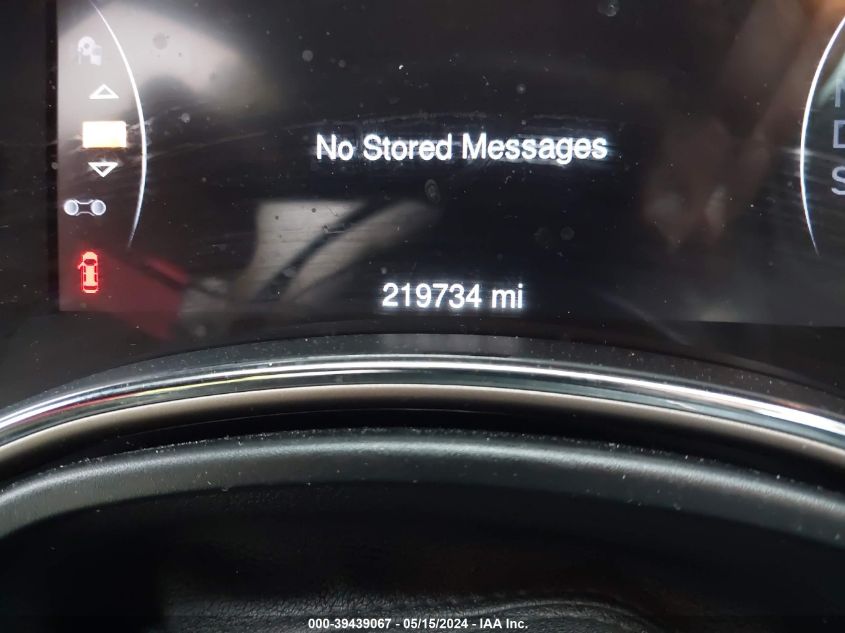 No Stored Messages
D
S
219734 mi
000-39439067 - 05/15/2024 - IAA Inc.